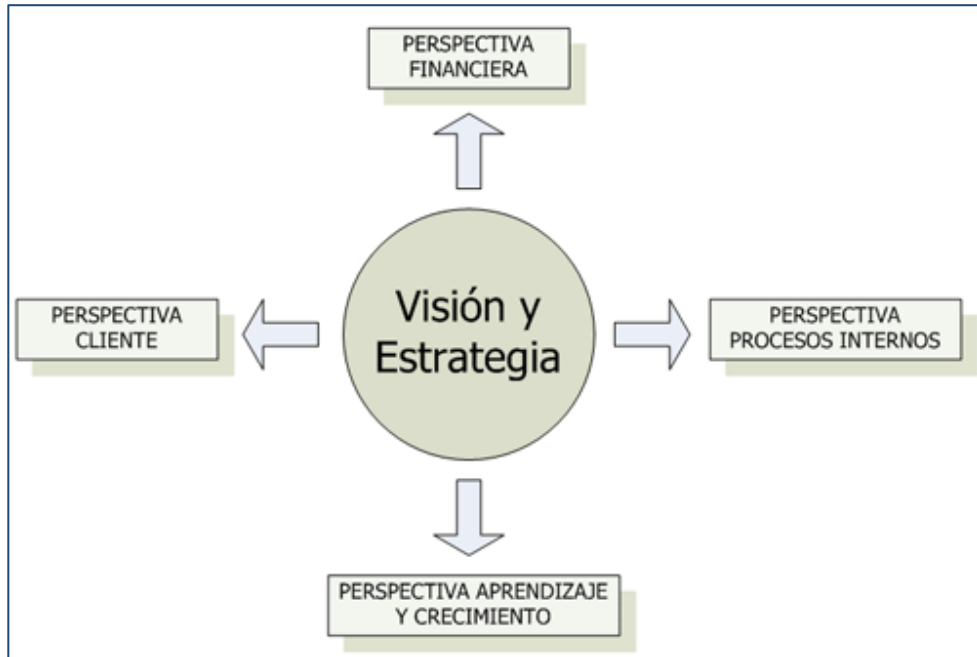 PERSPECTIVA
FINANCIERA
PERSPECTIVA
CLIENTE
Visión y
Estrategia
PERSPECTIVA
PROCESOS INTERNOS
PERSPECTIVA APRENDIZAJE
Y CRECIMIENTO